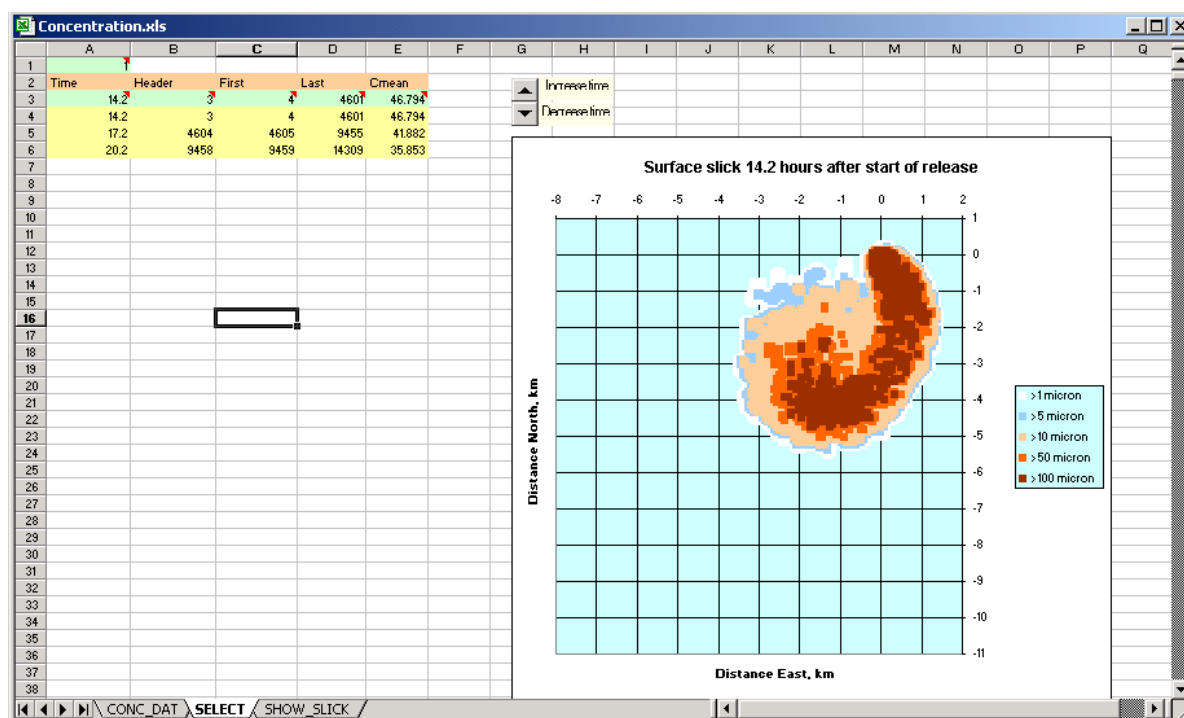 Concentration.xls
A B C D E F G H I J K L M N O P Q
1 1
2 Time Header First Last Cmean
3 14.2 3 4 4601 46.794
4 14.2 3 4 4601 46.794
5 17.2 4604 4605 9455 41.882
6 20.2 9458 9459 14309 35.853
7
8
9
10
11
12
13
14
15
16
17
18
19
20
21
22
23
24
25
26
27
28
29
30
31
32
33
34
35
36
37
38
Increase time
Decrease time
Surface slick 14.2 hours after start of release
-8 -7 -6 -5 -4 -3 -2 -1 0 1 2
1
0
-1
-2
-3
-4
-5
-6
-7
-8
-9
-10
-11
Distance North, km
Distance East, km
>1 micron
>5 micron
>10 micron
>50 micron
>100 micron
CONC_DAT SELECT SHOW_SLICK